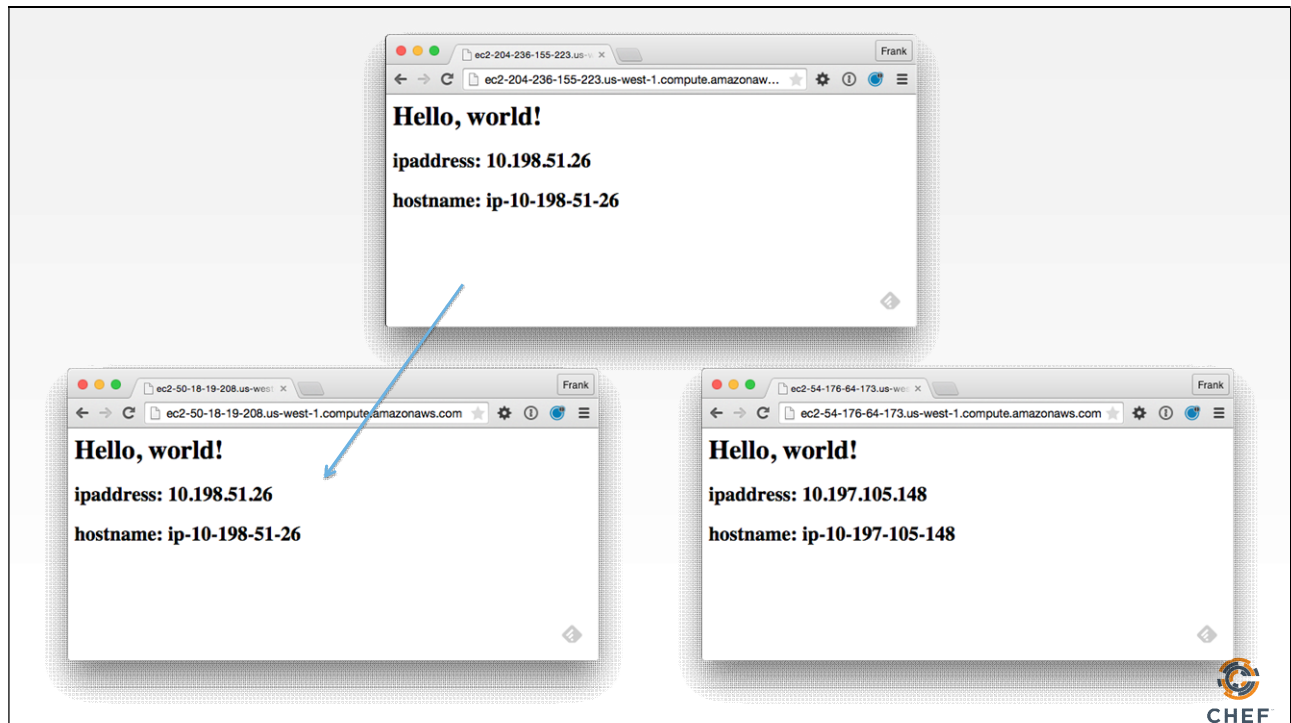 ec2-204-236-155-223.us-w
Frank
ec2-204-236-155-223.us-west-1.compute.amazonaw...
Hello, world!
ipaddress: 10.198.51.26
hostname: ip-10-198-51-26
ec2-50-18-19-208.us-west
Frank
ec2-50-18-19-208.us-west-1.compute.amazonaws.com
Hello, world!
ipaddress: 10.198.51.26
hostname: ip-10-198-51-26
ec2-54-176-64-173.us-wes
Frank
ec2-54-176-64-173.us-west-1.compute.amazonaws.com
Hello, world!
ipaddress: 10.197.105.148
hostname: ip-10-197-105-148
CHEF